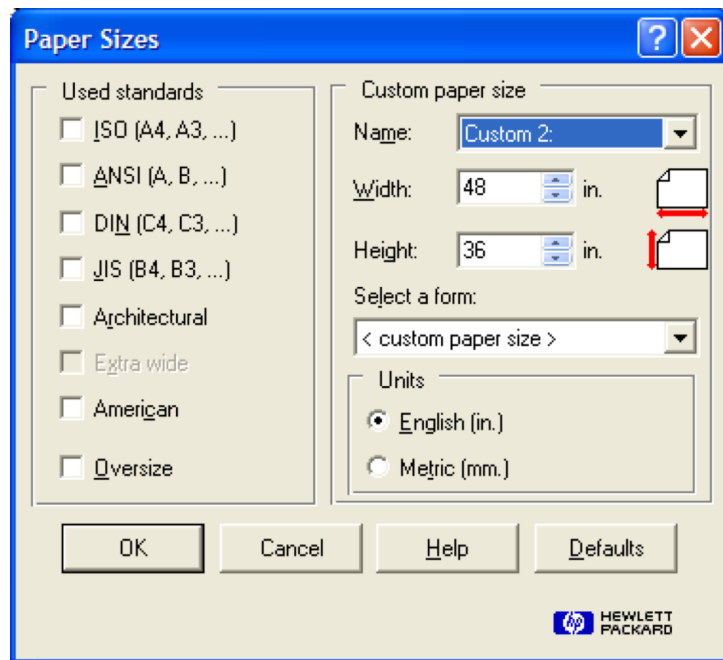 Paper Sizes
Used standards
ISO (A4, A3, ...)
ANSI (A, B, ...)
DIN (C4, C3, ...)
JIS (B4, B3, ...)
Architectural
Extra wide
American
Oversize
Custom paper size
Name: Custom 2:
Width: 48 in.
Height: 36 in.
Select a form:
< custom paper size >
Units
English (in.)
Metric (mm.)
OK Cancel Help Defaults
hp HEWLETT
PACKARD